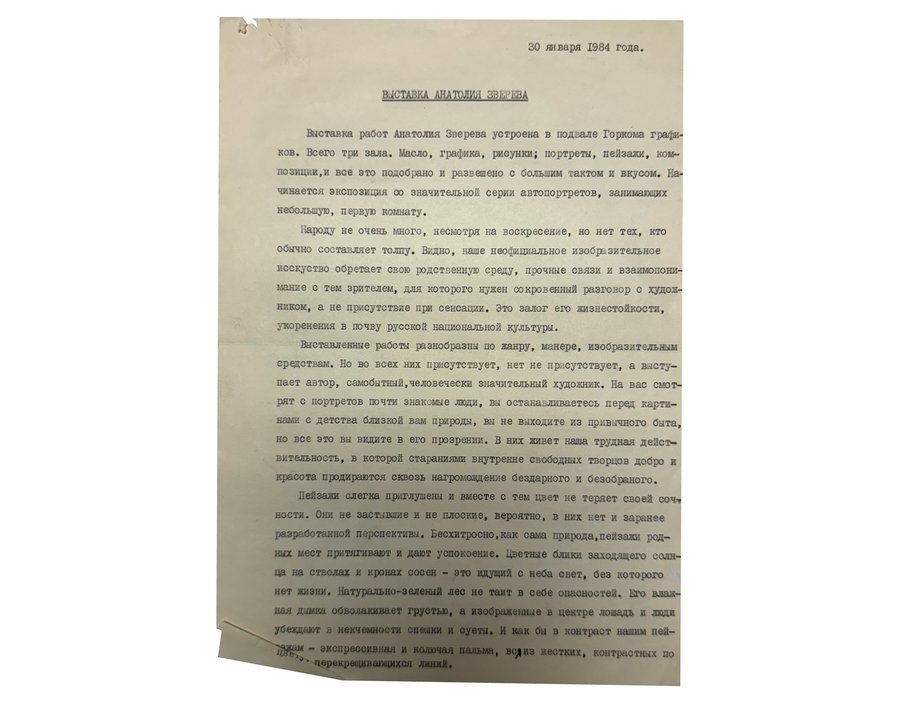 30 января 1984 года.
ВЫСТАВКА АНАТОЛИЯ ЗВЕРЕВА
Выставка работ Анатолия Зверева устроена в подвале Горкома графи-
ков. Всего три зала. Масло, графика, рисунки; портреты, пейзажи, ком-
позиции,и все это подобрано и развешено с большим тактом и вкусом. На-
чинается экспозиция со значительной серии автопортретов, занимающих
небольшую, первую комнату.
Народу не очень много, несмотря на воскресение, но нет тех, кто
обычно составляет толпу. Видно, наше неофициальное изобразительное
исскуство обретает свою родственную среду, прочные связи и взаимопони-
мание с тем зрителем, для которого нужен сокровенный разговор с худож-
ником, а не присутствие при сенсации. Это залог его жизнестойкости,
укоренения в почву русской национальной культуры.
Выставленные работы разнобразны по жанру, манере, изобразительным
средствам. Но во всех них присутствует, нет не присутствует, а высту-
пает автор, самобытный,человечески значительный художник. На вас смот-
рят с портретов почти знакомые люди, вы останавливаетесь перед карти-
нами с детства близкой вам природы, вы не выходите из привычного быта,
но все это вы видите в его прозрении. В них живет наша трудная дейст-
вительность, в которой стараниями внутренне свободных творцов добро и
красота продираются сквозь нагромождение бездарного и безобраного.
Пейзажи слегка приглушены и вместе с тем цвет не теряет своей соч-
ности. Они не застывшие и не плоские, вероятно, в них нет и заранее
разработанной перспективы. Бесхитросно,как сама природа,пейзажи род-
ных мест притягивают и дают успокоение. Цветные блики заходящего солн-
ца на стволах и кронах сосен - это идущий с неба свет, без которого
нет жизни. Натурально-зеленый лес не таит в себе опасностей. Его влаж-
ная дымка обволакивает грустью, а изображенные в центре лошадь и люди
убеждают в некчемности спешки и суеты. И как бы в контраст нашим пей-
зажам - экспрессивная и колючая пальма, вся из жестких, контрастных по
цвету перекрещивающихся линий.